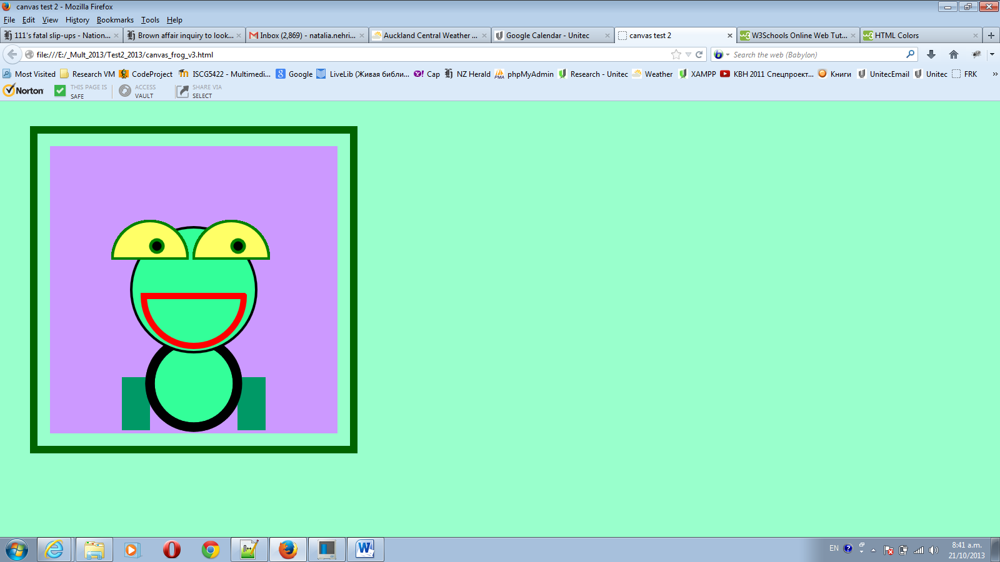 canvas test 2 - Mozilla Firefox
File Edit View History Bookmarks Tools Help
111's fatal slip-ups - Nation... Brown affair inquiry to look... Inbox (2,869) - natalia.nehri... Auckland Central Weather ... Google Calendar - Unitec canvas test 2 W3Schools Online Web Tut... HTML Colors
file:///E:/_Mult_2013/Test2_2013/canvas_frog_v3.html Search the web (Babylon)
Most Visited Research VM CodeProject ISCG5422 - Multimedi... Google LiveLib (Живая библи... Cap NZ Herald phpMyAdmin Research - Unitec Weather XAMPP КВН 2011 Спецпроект... Книги UnitecEmail Unitec FRK
Norton THIS PAGE IS SAFE ACCESS VAULT SHARE VIA SELECT
EN 8:41 a.m.
21/10/2013